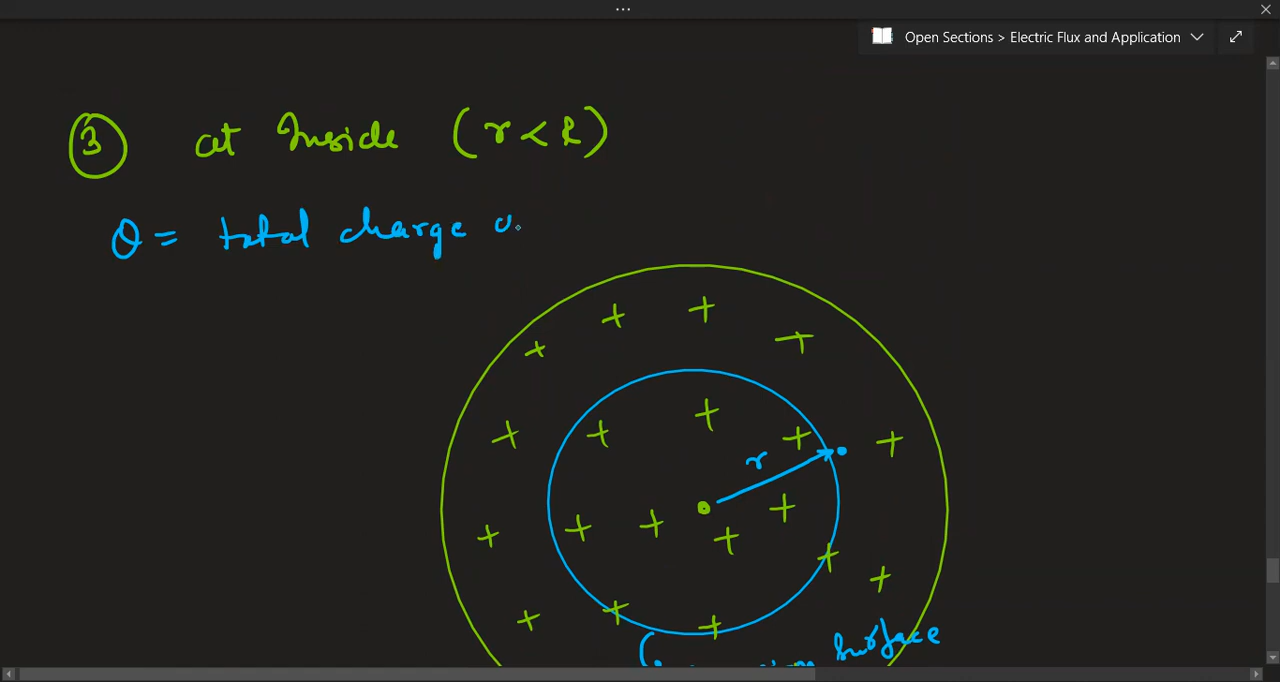 ...
Open Sections > Electric Flux and Application
3 at Inside (r < R)
Q = total charge o
r
Surface